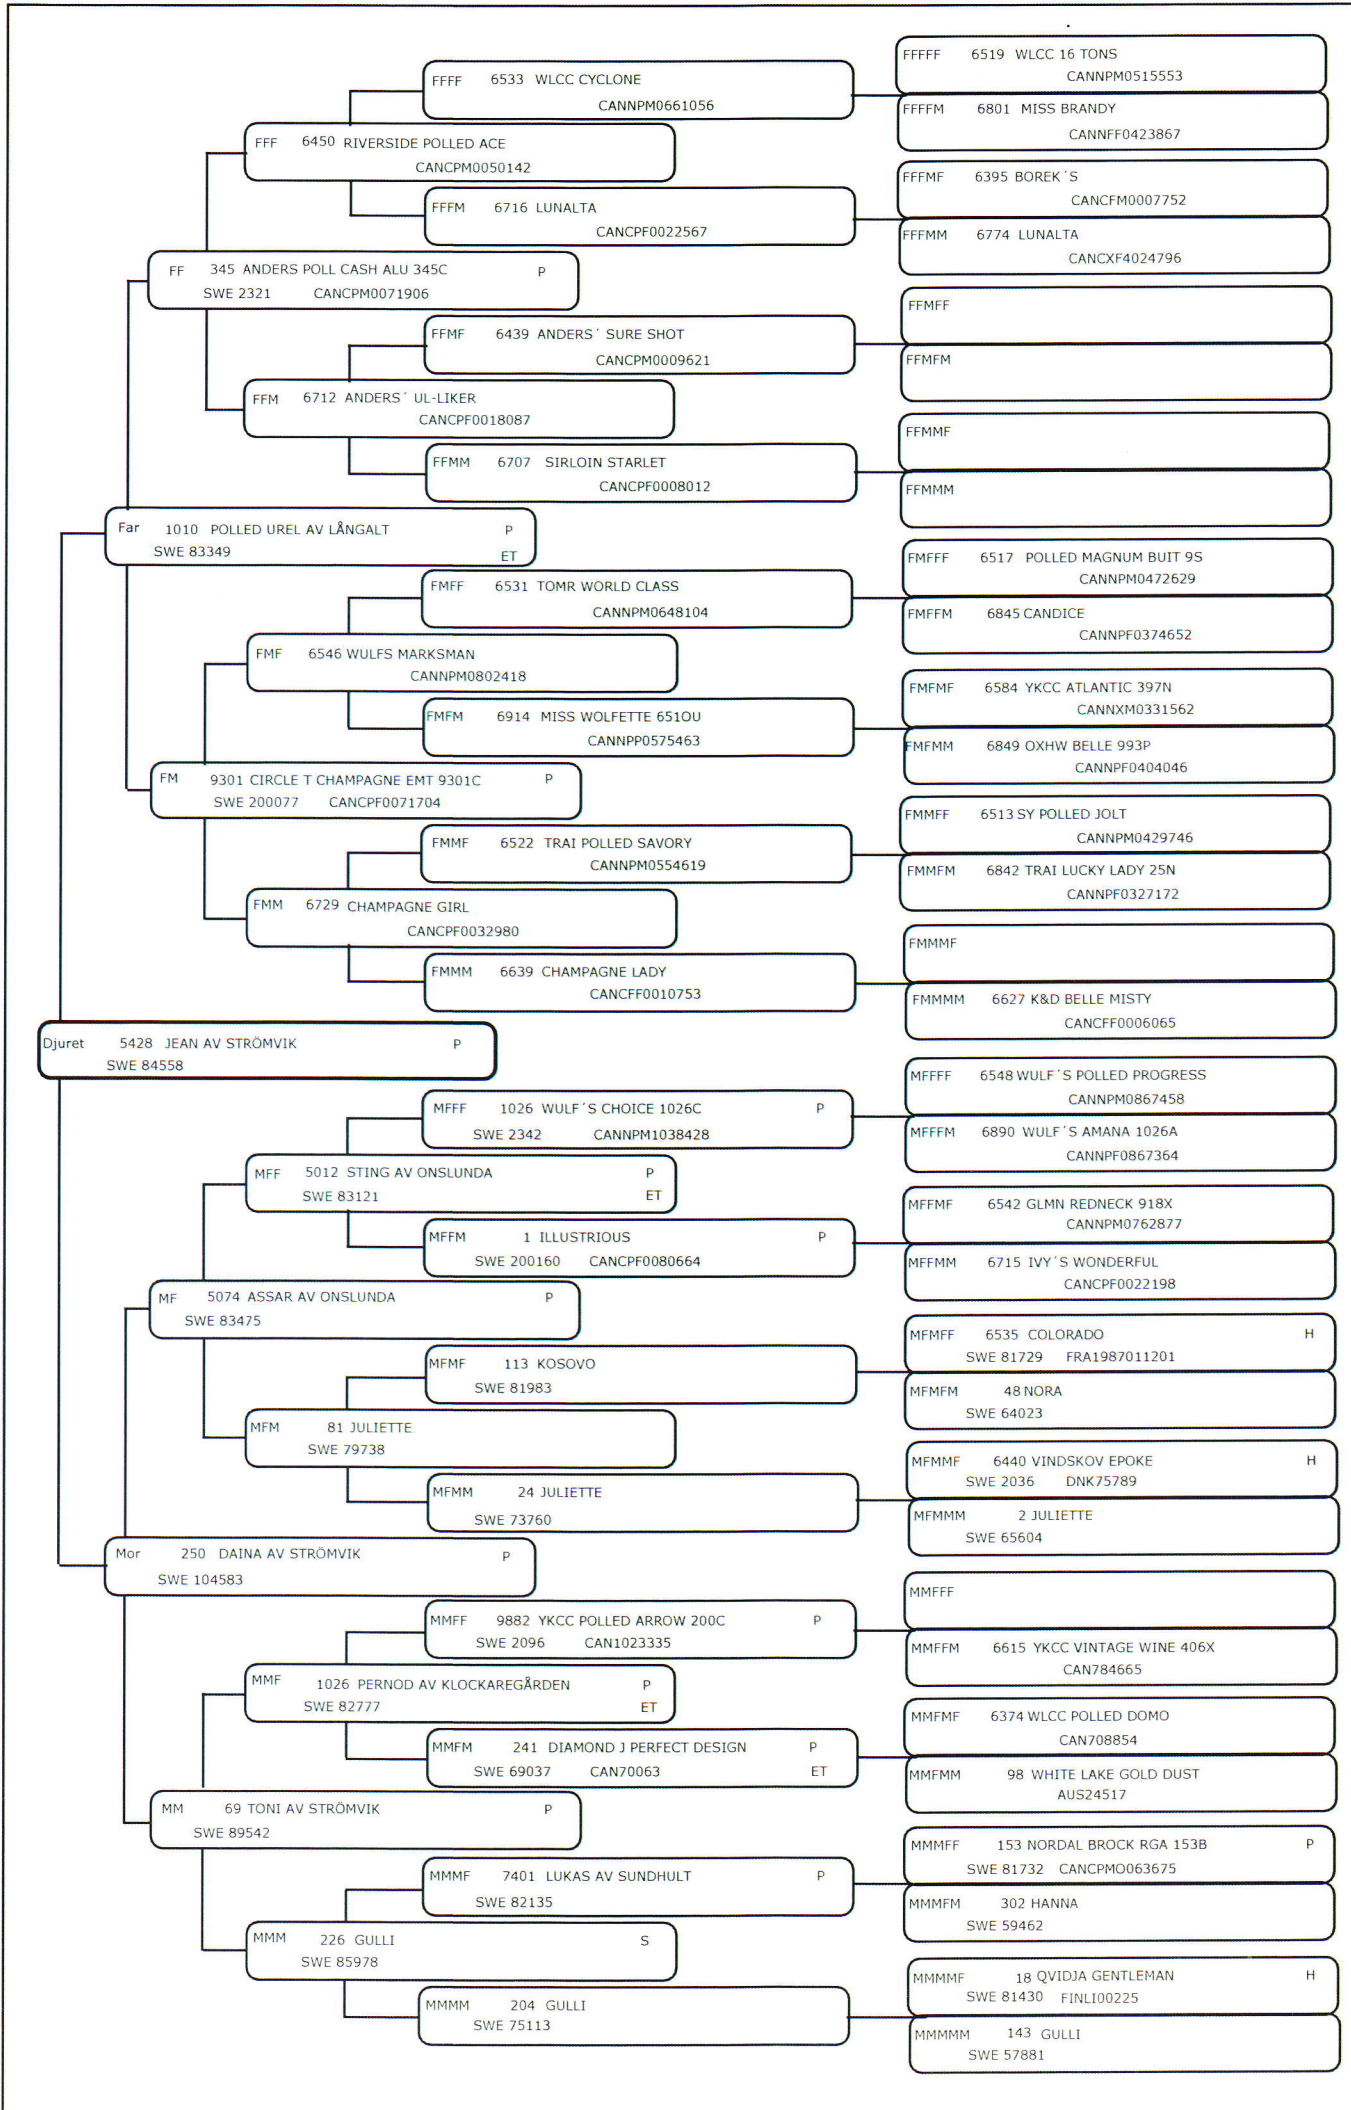 FFFFF 6519 WLCC 16 TONS
CANNPM0515553
FFFF 6533 WLCC CYCLONE
CANNPM0661056
FFFFM 6801 MISS BRANDY
CANNFF0423867
FFF 6450 RIVERSIDE POLLED ACE
CANCPM0050142
FFFMF 6395 BOREK´S
CANCFM0007752
FFFM 6716 LUNALTA
CANCPF0022567
FFFMM 6774 LUNALTA
CANCXF4024796
FF 345 ANDERS POLL CASH ALU 345C P
SWE 2321 CANCPM0071906
FFMFF
FFMF 6439 ANDERS´ SURE SHOT
CANCPM0009621
FFMFM
FFM 6712 ANDERS´ UL-LIKER
CANCPF0018087
FFMMF
FFMM 6707 SIRLOIN STARLET
CANCPF0008012
FFMMM
Far 1010 POLLED UREL AV LÅNGALT P
SWE 83349 ET
FMFFF 6517 POLLED MAGNUM BUIT 9S
CANNPM0472629
FMFF 6531 TOMR WORLD CLASS
CANNPM0648104
FMFFM 6845 CANDICE
CANNPF0374652
FMF 6546 WULFS MARKSMAN
CANNPM0802418
FMFMF 6584 YKCC ATLANTIC 397N
CANNXM0331562
FMFM 6914 MISS WOLFETTE 651OU
CANNPP0575463
FMFMM 6849 OXHW BELLE 993P
CANNPF0404046
FM 9301 CIRCLE T CHAMPAGNE EMT 9301C P
SWE 200077 CANCPF0071704
FMMFF 6513 SY POLLED JOLT
CANNPM0429746
FMMF 6522 TRAI POLLED SAVORY
CANNPM0554619
FMMFM 6842 TRAI LUCKY LADY 25N
CANNPF0327172
FMM 6729 CHAMPAGNE GIRL
CANCPF0032980
FMMMF
FMMM 6639 CHAMPAGNE LADY
CANCFF0010753
FMMMM 6627 K&D BELLE MISTY
CANCFF0006065
Djuret 5428 JEAN AV STRÖMVIK P
SWE 84558
MFFFF 6548 WULF´S POLLED PROGRESS
CANNPM0867458
MFFF 1026 WULF´S CHOICE 1026C P
SWE 2342 CANNPM1038428
MFFFM 6890 WULF´S AMANA 1026A
CANNPF0867364
MFF 5012 STING AV ONSLUNDA P
SWE 83121 ET
MFFMF 6542 GLMN REDNECK 918X
CANNPM0762877
MFFM 1 ILLUSTRIOUS P
SWE 200160 CANCPF0080664
MFFMM 6715 IVY´S WONDERFUL
CANCPF0022198
MF 5074 ASSAR AV ONSLUNDA P
SWE 83475
MFMFF 6535 COLORADO H
SWE 81729 FRA1987011201
MFMF 113 KOSOVO
SWE 81983
MFMFM 48 NORA
SWE 64023
MFM 81 JULIETTE
SWE 79738
MFMMF 6440 VINDSKOV EPOKE H
SWE 2036 DNK75789
MFMM 24 JULIETTE
SWE 73760
MFMMM 2 JULIETTE
SWE 65604
Mor 250 DAINA AV STRÖMVIK P
SWE 104583
MMFFF
MMFF 9882 YKCC POLLED ARROW 200C P
SWE 2096 CAN1023335
MMFFM 6615 YKCC VINTAGE WINE 406X
CAN784665
MMF 1026 PERNOD AV KLOCKAREGÅRDEN P
SWE 82777 ET
MMFMF 6374 WLCC POLLED DOMO
CAN708854
MMFM 241 DIAMOND J PERFECT DESIGN P
SWE 69037 CAN70063 ET
MMFMM 98 WHITE LAKE GOLD DUST
AUS24517
MM 69 TONI AV STRÖMVIK P
SWE 89542
MMMFF 153 NORDAL BROCK RGA 153B P
SWE 81732 CANCPMO063675
MMMF 7401 LUKAS AV SUNDHULT P
SWE 82135
MMMFM 302 HANNA
SWE 59462
MMM 226 GULLI S
SWE 85978
MMMMF 18 QVIDJA GENTLEMAN H
SWE 81430 FINLI00225
MMMM 204 GULLI
SWE 75113
MMMMM 143 GULLI
SWE 57881